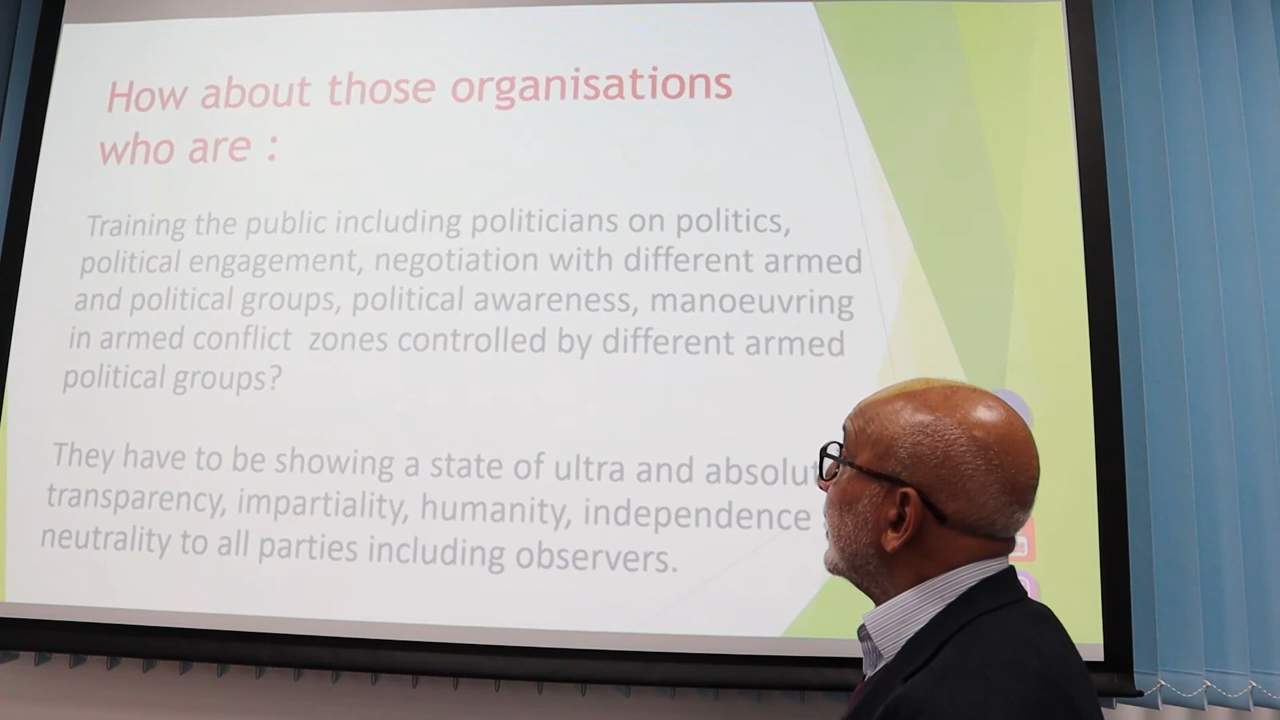 How about those organisations
who are :
Training the public including politicians on politics,
political engagement, negotiation with different armed
and political groups, political awareness, manoeuvring
in armed conflict zones controlled by different armed
political groups?
They have to be showing a state of ultra and absolut
transparency, impartiality, humanity, independence
neutrality to all parties including observers.